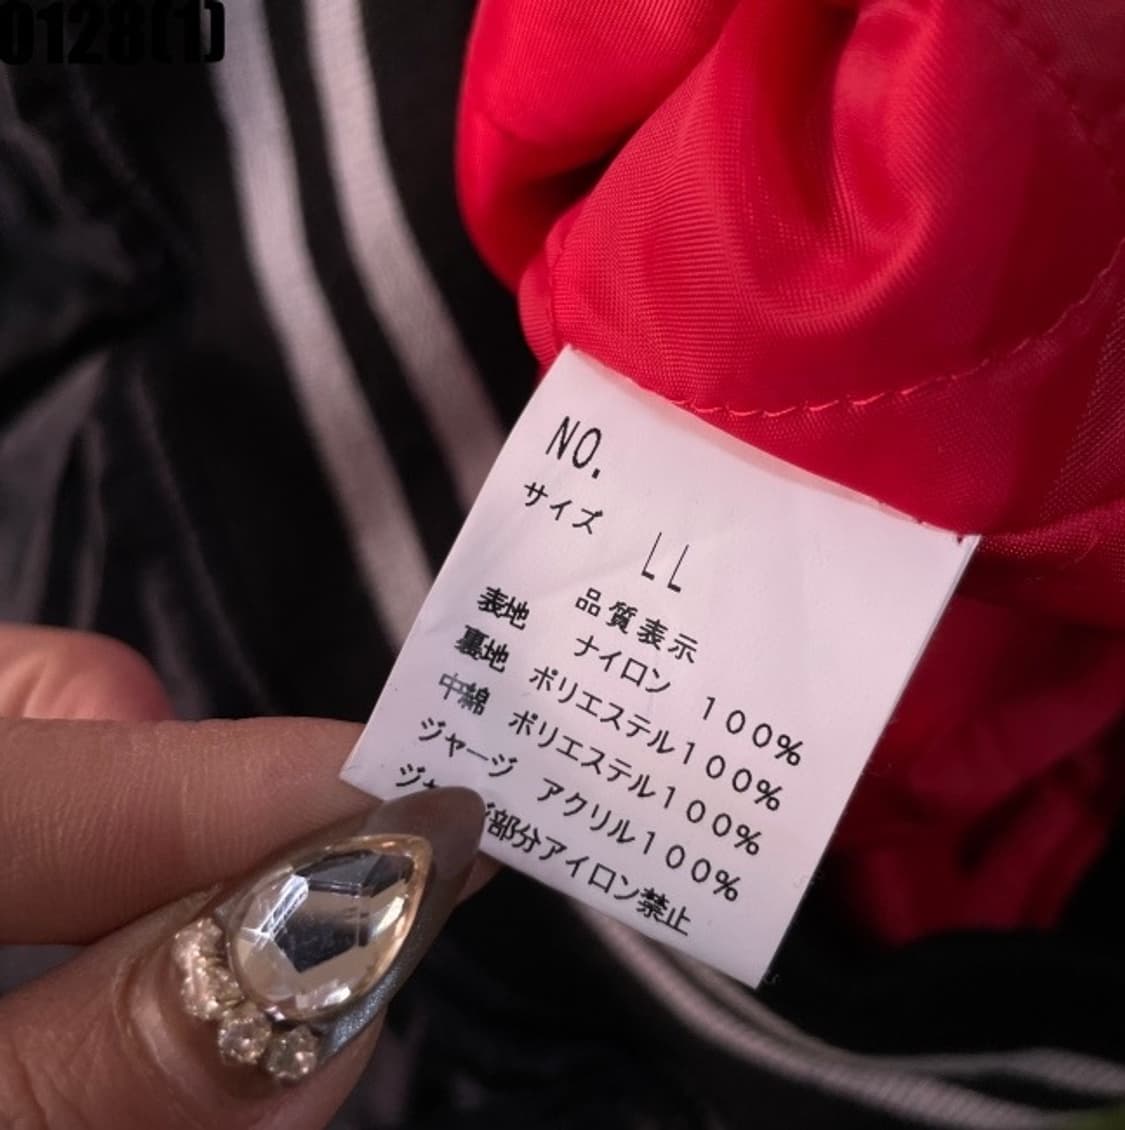 0128(1)
NO.
サイズ LL
品質表示
表地 ナイロン 100%
裏地 ポリエステル100%
中綿 ポリエステル100%
ジャージ アクリル100%
部分アイロン禁止